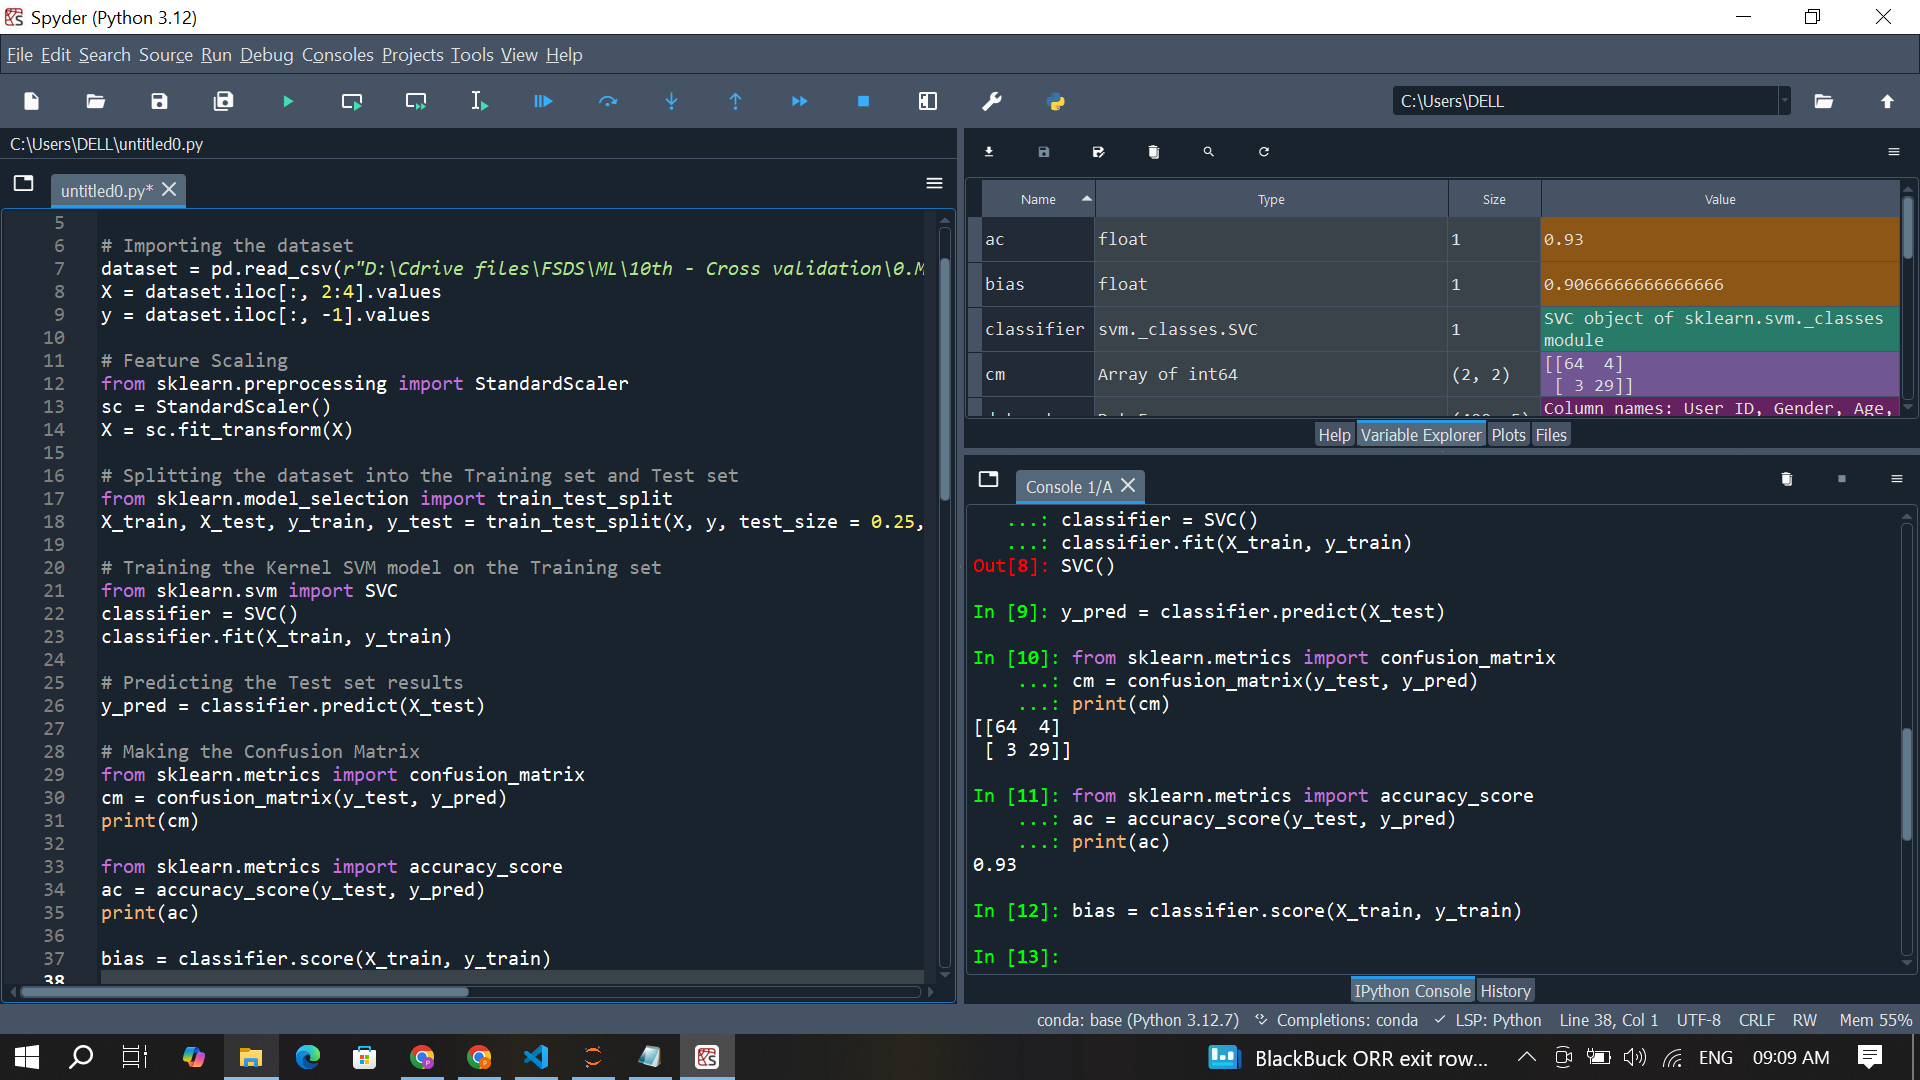 Spyder (Python 3.12)
File Edit Search Source Run Debug Consoles Projects Tools View Help
C:\Users\DELL
C:\Users\DELL\untitled0.py
untitled0.py*
5
6 # Importing the dataset
7 dataset = pd.read_csv(r"D:\Cdrive files\FSDS\ML\10th - Cross validation\0.M
8 X = dataset.iloc[:, 2:4].values
9 y = dataset.iloc[:, -1].values
10
11 # Feature Scaling
12 from sklearn.preprocessing import StandardScaler
13 sc = StandardScaler()
14 X = sc.fit_transform(X)
15
16 # Splitting the dataset into the Training set and Test set
17 from sklearn.model_selection import train_test_split
18 X_train, X_test, y_train, y_test = train_test_split(X, y, test_size = 0.25,
19
20 # Training the Kernel SVM model on the Training set
21 from sklearn.svm import SVC
22 classifier = SVC()
23 classifier.fit(X_train, y_train)
24
25 # Predicting the Test set results
26 y_pred = classifier.predict(X_test)
27
28 # Making the Confusion Matrix
29 from sklearn.metrics import confusion_matrix
30 cm = confusion_matrix(y_test, y_pred)
31 print(cm)
32
33 from sklearn.metrics import accuracy_score
34 ac = accuracy_score(y_test, y_pred)
35 print(ac)
36
37 bias = classifier.score(X_train, y_train)
38
Name Type Size Value
ac float 1 0.93
bias float 1 0.9066666666666666
classifier svm._classes.SVC 1 SVC object of sklearn.svm._classes
module
cm Array of int64 (2, 2) [[64  4]
[ 3 29]]
Column names: User ID, Gender, Age,
Help Variable Explorer Plots Files
Console 1/A
...: classifier = SVC()
...: classifier.fit(X_train, y_train)
Out[8]: SVC()
In [9]: y_pred = classifier.predict(X_test)
In [10]: from sklearn.metrics import confusion_matrix
...: cm = confusion_matrix(y_test, y_pred)
...: print(cm)
[[64  4]
[ 3 29]]
In [11]: from sklearn.metrics import accuracy_score
...: ac = accuracy_score(y_test, y_pred)
...: print(ac)
0.93
In [12]: bias = classifier.score(X_train, y_train)
In [13]:
IPython Console History
conda: base (Python 3.12.7) Completions: conda LSP: Python Line 38, Col 1 UTF-8 CRLF RW Mem 55%
BlackBuck ORR exit row... ENG 09:09 AM